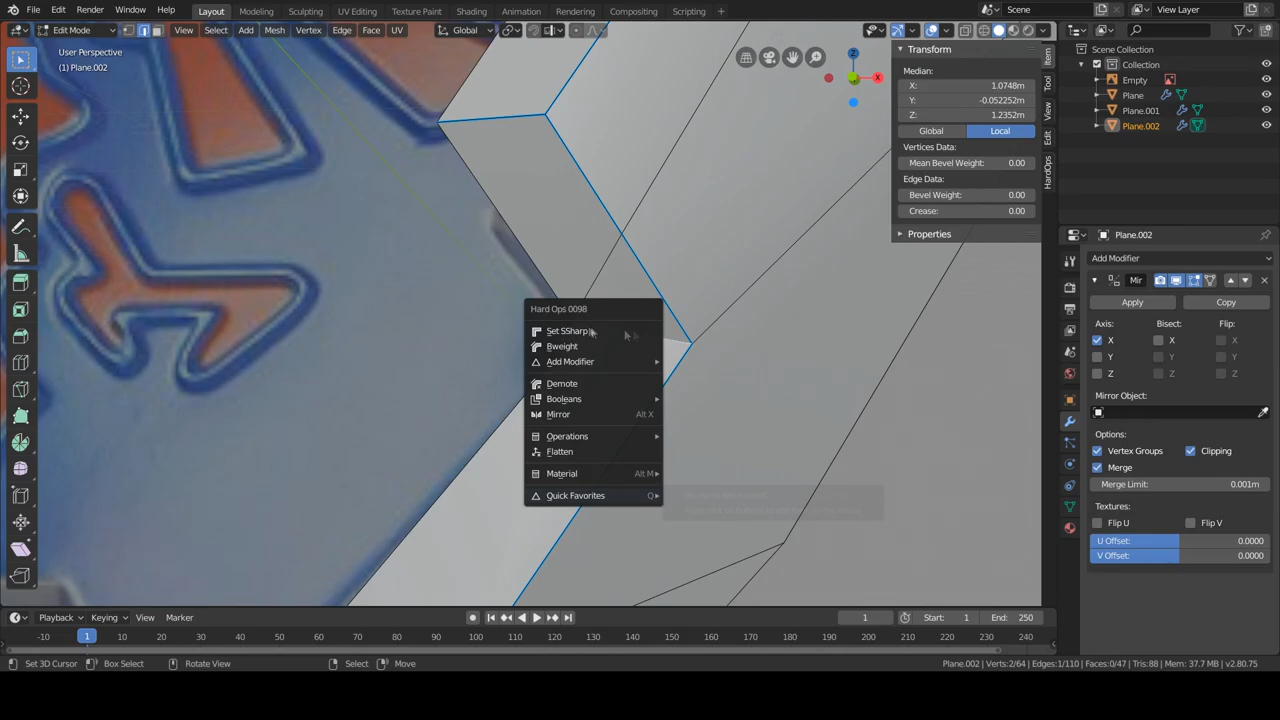 File Edit Render Window Help
Layout Modeling Sculpting UV Editing Texture Paint Shading Animation Rendering Compositing Scripting +
Scene
View Layer
Edit Mode View Select Add Mesh Vertex Edge Face UV Global
User Perspective
(1) Plane.002
Z
X
Transform
Median:
X: 1.0748m
Y: -0.052252m
Z: 1.2352m
Global Local
Vertices Data:
Mean Bevel Weight: 0.00
Edge Data:
Bevel Weight: 0.00
Crease: 0.00
Properties
Item
Tool
View
Edit
HardOps
Scene Collection
Collection
Empty
Plane
Plane.001
Plane.002
Plane.002
Add Modifier
Mir
Apply Copy
Axis: Bisect: Flip:
X X X
Y Y Y
Z Z Z
Mirror Object:
Options:
Vertex Groups Clipping
Merge
Merge Limit: 0.001m
Textures:
Flip U Flip V
U Offset: 0.0000
V Offset: 0.0000
Hard Ops 0098
Set SSharp
Bweight
Add Modifier
Demote
Booleans
Mirror Alt X
Operations
Flatten
Material Alt M
Quick Favorites Q
Playback Keying View Marker
1 Start: 1 End: 250
-10 1 10 20 30 40 50 60 70 80 90 100 110 120 130 140 150 160 170 180 190 200 210 220 230 240
Set 3D Cursor Box Select Rotate View Select Move
Plane.002 | Verts:2/64 | Edges:1/110 | Faces:0/47 | Tris:88 | Mem: 37.7 MB | v2.80.75